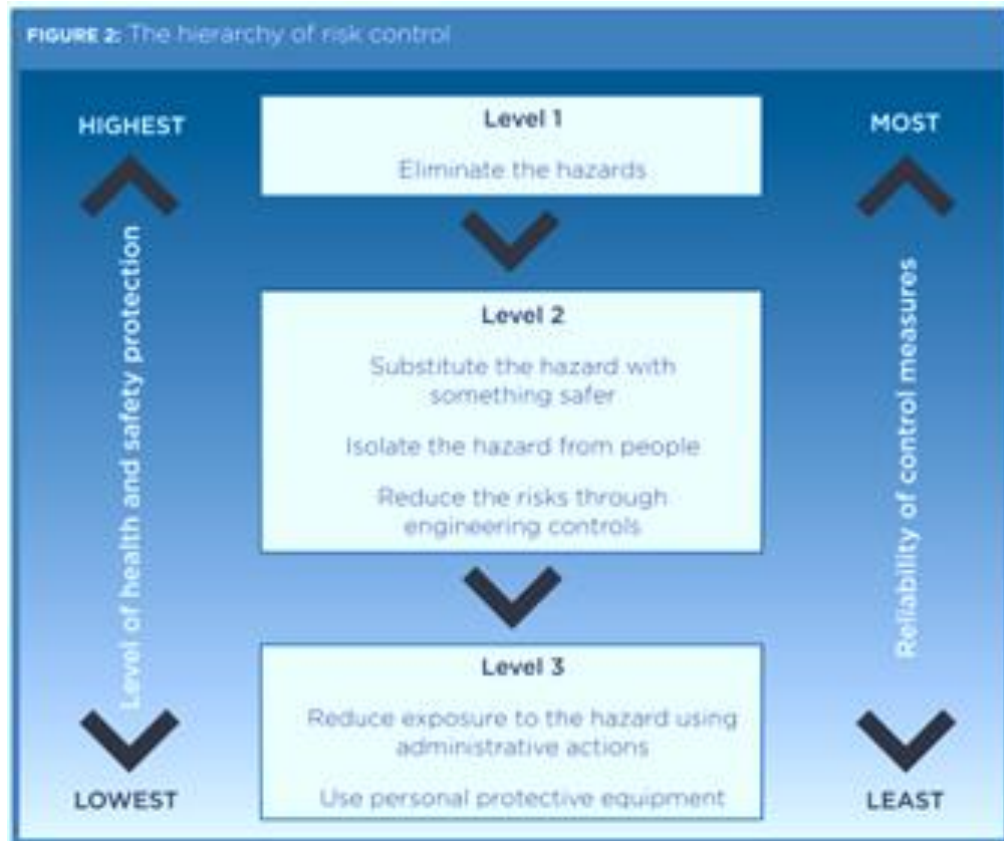 FIGURE 2: The hierarchy of risk control
HIGHEST
MOST
Level 1
Eliminate the hazards
Level of health and safety protection
Reliability of control measures
Level 2
Substitute the hazard with
something safer
Isolate the hazard from people
Reduce the risks through
engineering controls
Level 3
Reduce exposure to the hazard using
administrative actions
Use personal protective equipment
LOWEST
LEAST